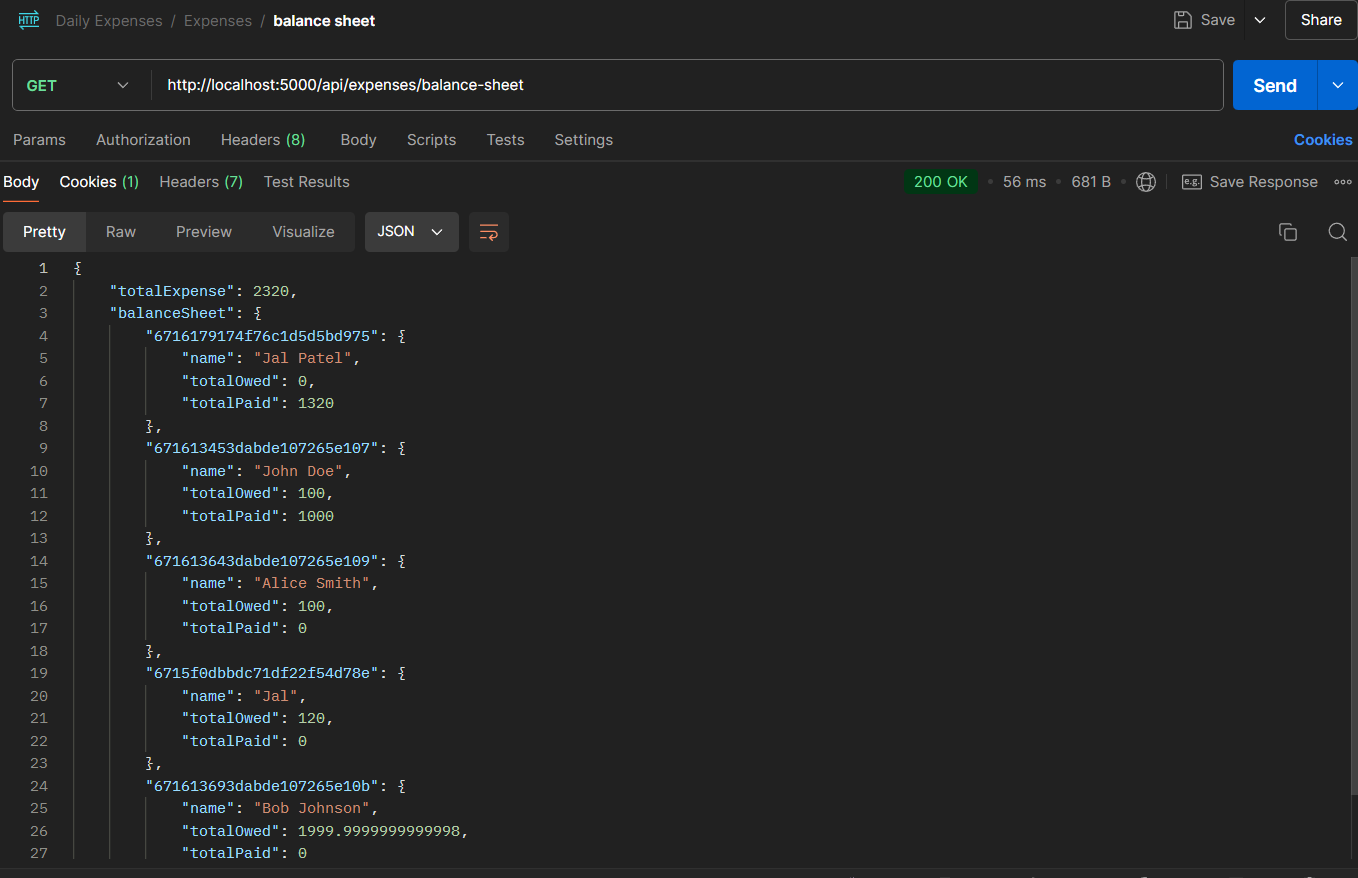 HTTP Daily Expenses / Expenses / balance sheet Save Share
GET http://localhost:5000/api/expenses/balance-sheet Send
Params Authorization Headers (8) Body Scripts Tests Settings Cookies
Body Cookies (1) Headers (7) Test Results 200 OK • 56 ms • 681 B • e.g. Save Response
Pretty Raw Preview Visualize JSON
1 {
2 "totalExpense": 2320,
3 "balanceSheet": {
4 "6716179174f76c1d5d5bd975": {
5 "name": "Jal Patel",
6 "totalOwed": 0,
7 "totalPaid": 1320
8 },
9 "671613453dabde107265e107": {
10 "name": "John Doe",
11 "totalOwed": 100,
12 "totalPaid": 1000
13 },
14 "671613643dabde107265e109": {
15 "name": "Alice Smith",
16 "totalOwed": 100,
17 "totalPaid": 0
18 },
19 "6715f0dbbdc71df22f54d78e": {
20 "name": "Jal",
21 "totalOwed": 120,
22 "totalPaid": 0
23 },
24 "671613693dabde107265e10b": {
25 "name": "Bob Johnson",
26 "totalOwed": 1999.9999999999998,
27 "totalPaid": 0